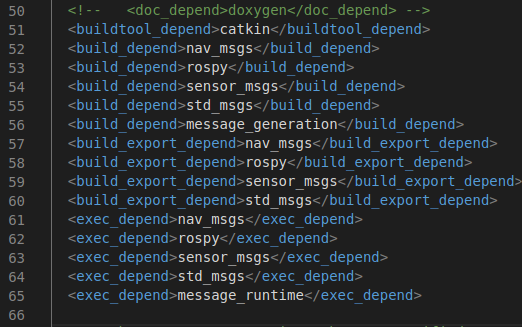 50 <!--   <doc_depend>doxygen</doc_depend> -->
51 <buildtool_depend>catkin</buildtool_depend>
52 <build_depend>nav_msgs</build_depend>
53 <build_depend>rospy</build_depend>
54 <build_depend>sensor_msgs</build_depend>
55 <build_depend>std_msgs</build_depend>
56 <build_depend>message_generation</build_depend>
57 <build_export_depend>nav_msgs</build_export_depend>
58 <build_export_depend>rospy</build_export_depend>
59 <build_export_depend>sensor_msgs</build_export_depend>
60 <build_export_depend>std_msgs</build_export_depend>
61 <exec_depend>nav_msgs</exec_depend>
62 <exec_depend>rospy</exec_depend>
63 <exec_depend>sensor_msgs</exec_depend>
64 <exec_depend>std_msgs</exec_depend>
65 <exec_depend>message_runtime</exec_depend>
66